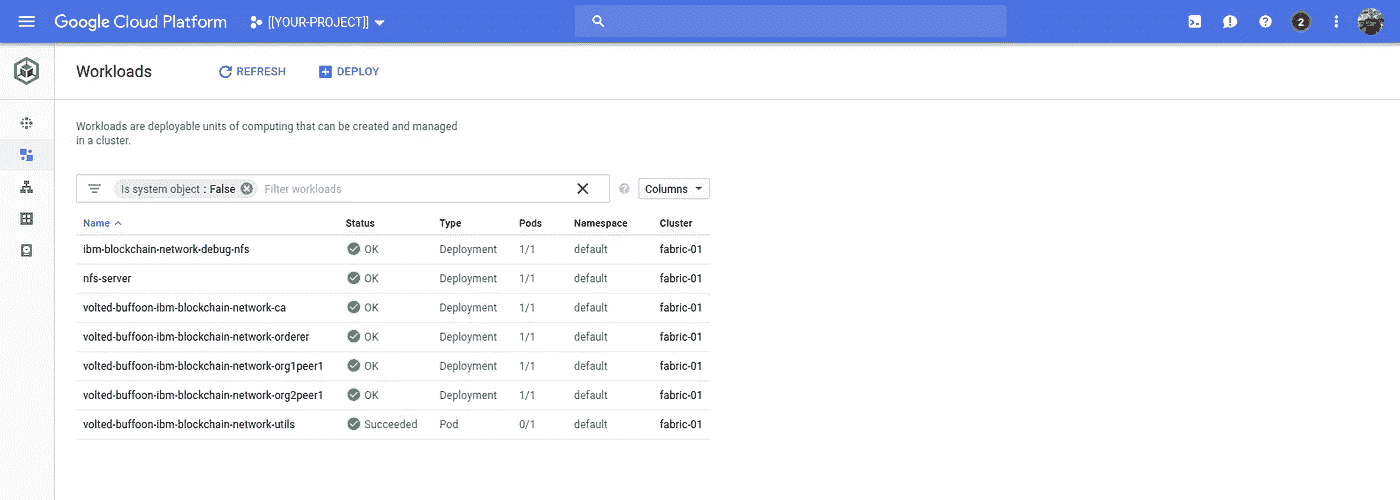 Google Cloud Platform [[YOUR-PROJECT]] 2
Workloads REFRESH DEPLOY
Workloads are deployable units of computing that can be created and managed
in a cluster.
Is system object : False Filter workloads Columns
Name Status Type Pods Namespace Cluster
ibm-blockchain-network-debug-nfs OK Deployment 1/1 default fabric-01
nfs-server OK Deployment 1/1 default fabric-01
volted-buffoon-ibm-blockchain-network-ca OK Deployment 1/1 default fabric-01
volted-buffoon-ibm-blockchain-network-orderer OK Deployment 1/1 default fabric-01
volted-buffoon-ibm-blockchain-network-org1peer1 OK Deployment 1/1 default fabric-01
volted-buffoon-ibm-blockchain-network-org2peer1 OK Deployment 1/1 default fabric-01
volted-buffoon-ibm-blockchain-network-utils Succeeded Pod 0/1 default fabric-01